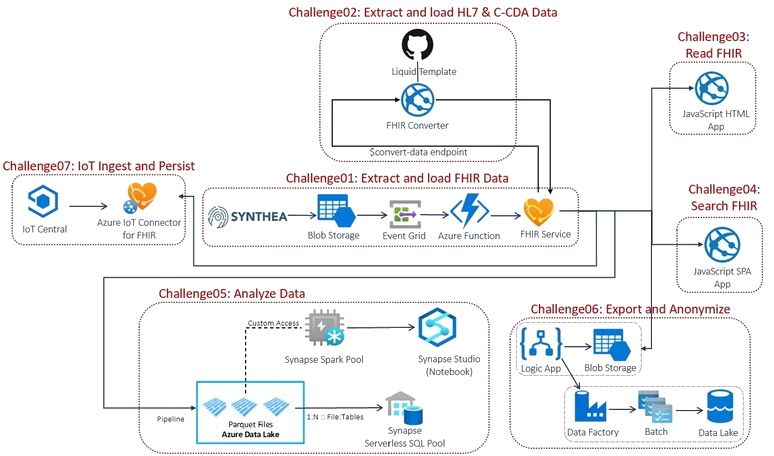 Challenge02: Extract and load HL7 & C-CDA Data
Liquid Template
FHIR Converter
$convert-data endpoint
Challenge03:
Read FHIR
JavaScript HTML
App
Challenge07: IoT Ingest and Persist
IoT Central
Azure IoT Connector
for FHIR
Challenge01: Extract and load FHIR Data
SYNTHEA
Blob Storage
Event Grid
Azure Function
FHIR Service
Challenge04:
Search FHIR
JavaScript SPA
App
Challenge05: Analyze Data
Custom Access
Synapse Spark Pool
Synapse Studio
(Notebook)
Pipeline
Parquet Files
Azure Data Lake
1:N :: File:Tables
Synapse
Serverless SQL Pool
Challenge06: Export and Anonymize
Logic App
Blob Storage
Data Factory
Batch
Data Lake